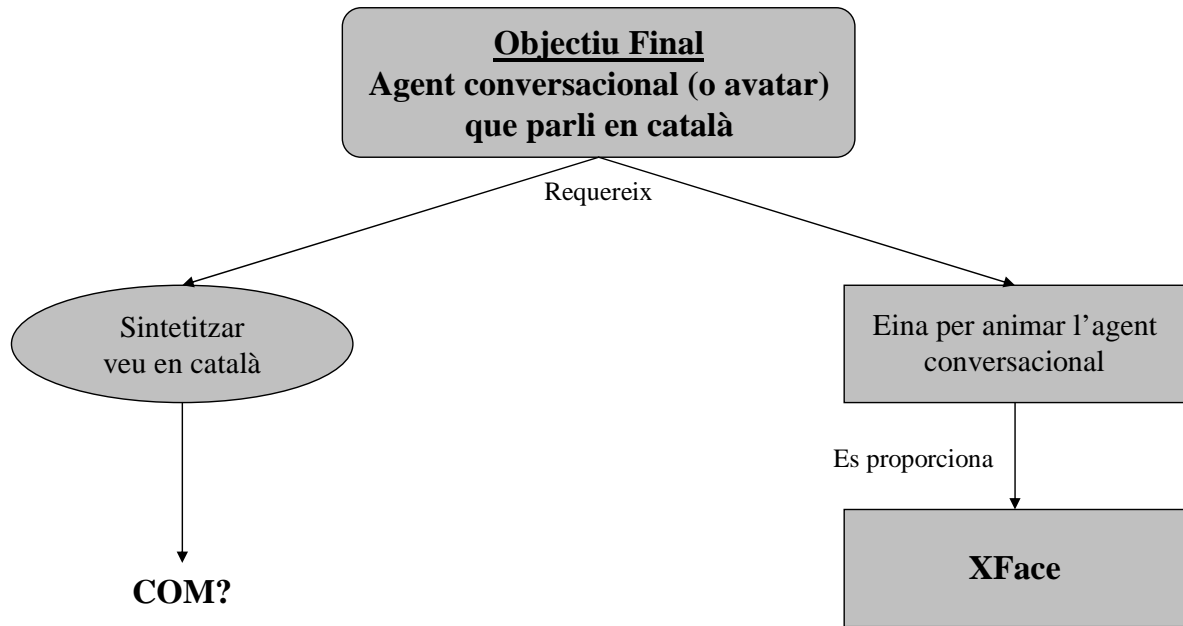 Objectiu Final
Agent conversacional (o avatar)
que parli en català
Requereix
Sintetitzar
veu en català
Eina per animar l’agent
conversacional
Es proporciona
COM?
XFace